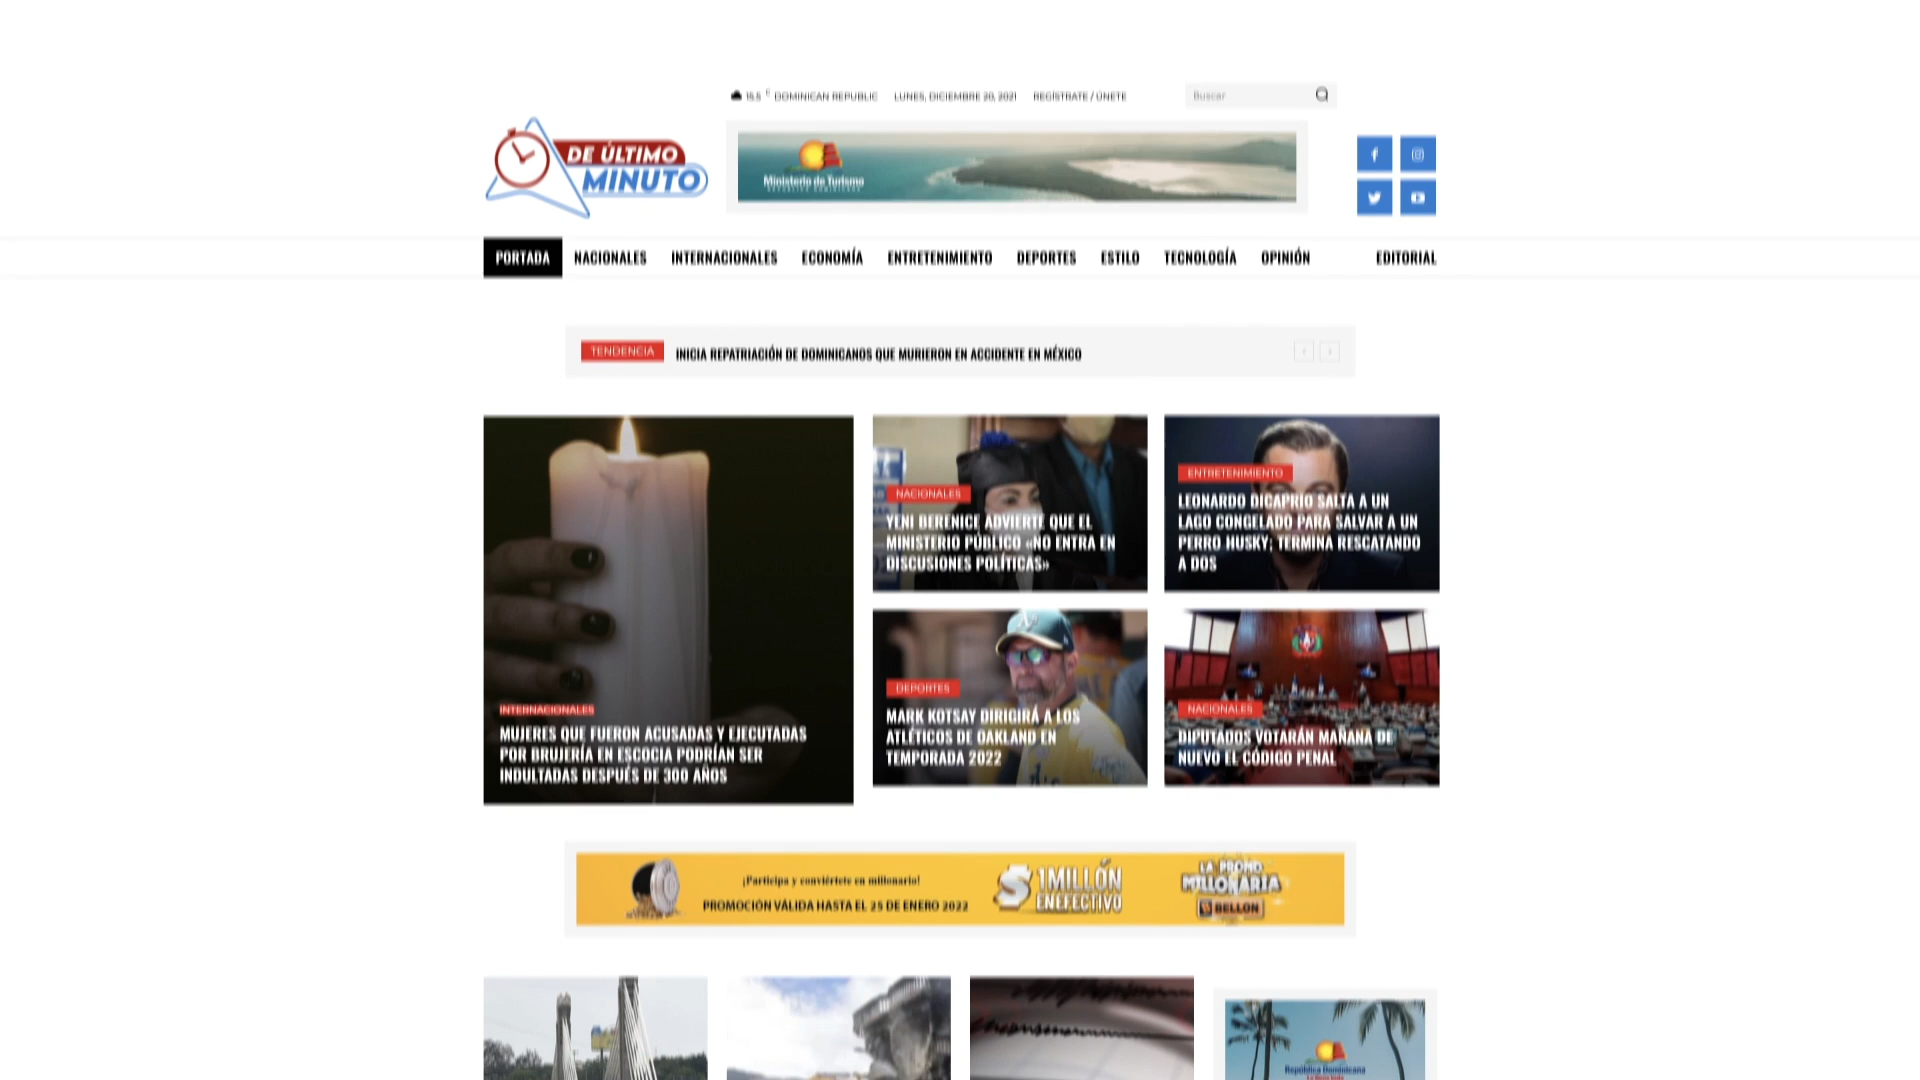 15.5 C DOMINICAN REPUBLIC LUNES, DICIEMBRE 20, 2021 REGÍSTRATE / ÚNETE Buscar
DE ÚLTIMO
MINUTO
Ministerio de Turismo
REPÚBLICA DOMINICANA
PORTADA NACIONALES INTERNACIONALES ECONOMÍA ENTRETENIMIENTO DEPORTES ESTILO TECNOLOGÍA OPINIÓN EDITORIAL
TENDENCIA INICIA REPATRIACIÓN DE DOMINICANOS QUE MURIERON EN ACCIDENTE EN MÉXICO
INTERNACIONALES
MUJERES QUE FUERON ACUSADAS Y EJECUTADAS
POR BRUJERÍA EN ESCOCIA PODRÍAN SER
INDULTADAS DESPUÉS DE 300 AÑOS
NACIONALES
YENI BERENICE ADVIERTE QUE EL
MINISTERIO PÚBLICO «NO ENTRA EN
DISCUSIONES POLÍTICAS»
ENTRETENIMIENTO
LEONARDO DICAPRIO SALTA A UN
LAGO CONGELADO PARA SALVAR A UN
PERRO HUSKY; TERMINA RESCATANDO
A DOS
DEPORTES
MARK KOTSAY DIRIGIRÁ A LOS
ATLÉTICOS DE OAKLAND EN
TEMPORADA 2022
NACIONALES
DIPUTADOS VOTARÁN MAÑANA DE
NUEVO EL CÓDIGO PENAL
¡Participa y conviértete en millonario!
PROMOCIÓN VÁLIDA HASTA EL 25 DE ENERO 2022
1 MILLÓN
EN EFECTIVO
LA PROMO
MILLONARIA
BELLON
República Dominicana